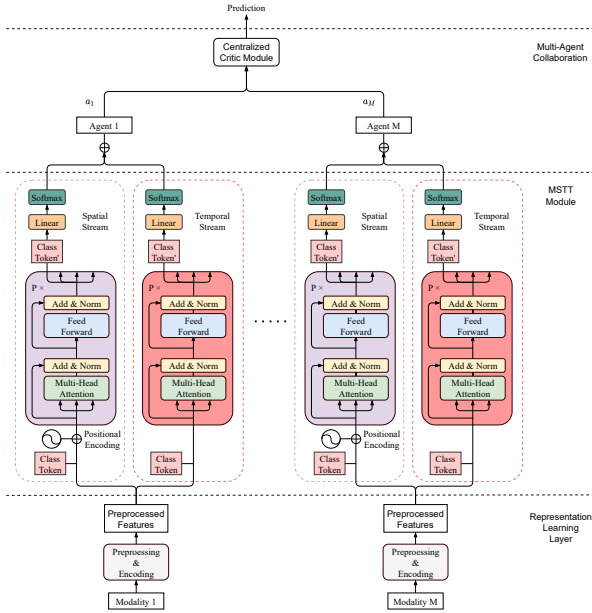 Prediction
Centralized
Critic Module
Multi-Agent
Collaboration
a1
aM
Agent 1
Agent M
MSTT
Module
Softmax
Softmax
Softmax
Softmax
Linear
Spatial
Stream
Linear
Temporal
Stream
Linear
Spatial
Stream
Linear
Temporal
Stream
Class
Token'
Class
Token'
Class
Token'
Class
Token'
P ×
Add & Norm
Feed
Forward
Add & Norm
Multi-Head
Attention
P ×
Add & Norm
Feed
Forward
Add & Norm
Multi-Head
Attention
.....
P ×
Add & Norm
Feed
Forward
Add & Norm
Multi-Head
Attention
P ×
Add & Norm
Feed
Forward
Add & Norm
Multi-Head
Attention
Positional
Encoding
Positional
Encoding
Class
Token
Class
Token
Class
Token
Class
Token
Preprocessed
Features
Preprocessed
Features
Representation
Learning
Layer
Preproessing
&
Encoding
Preproessing
&
Encoding
Modality 1
Modality M